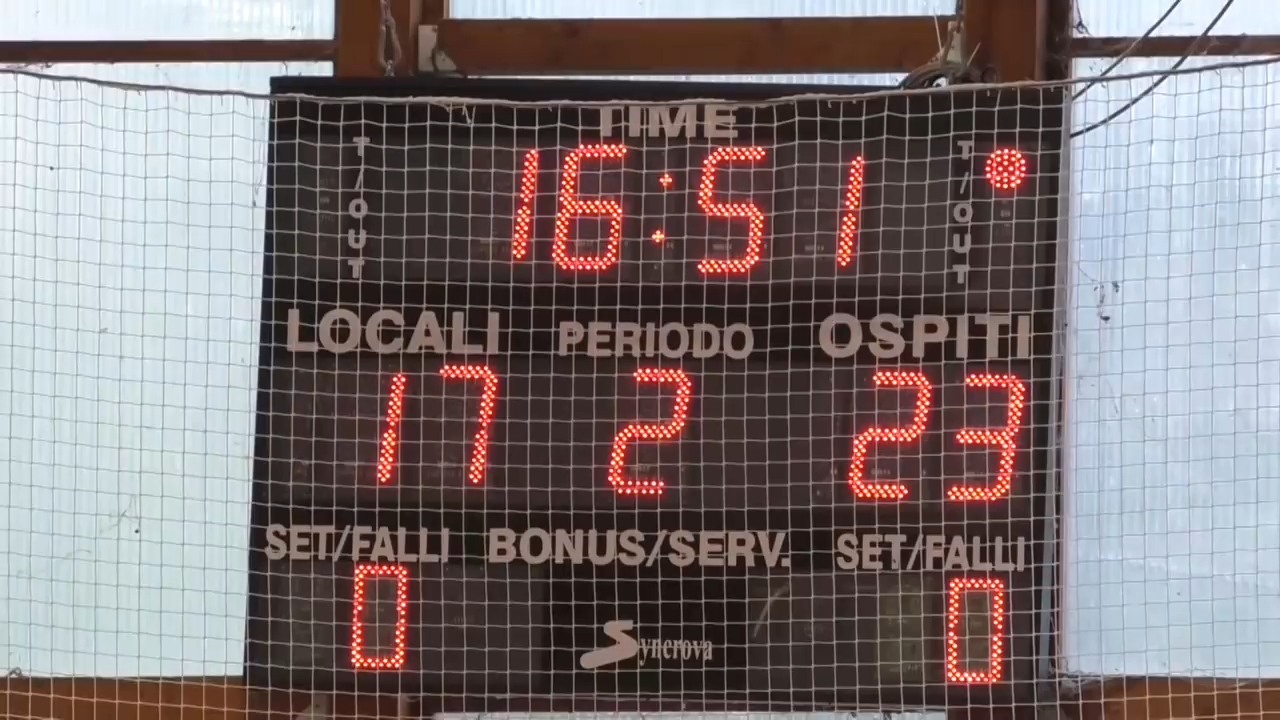 TIME
T/OUT 16:51 T/OUT
LOCALI PERIODO OSPITI
17 2 23
SET/FALLI BONUS/SERV. SET/FALLI
0 0
Syncrova